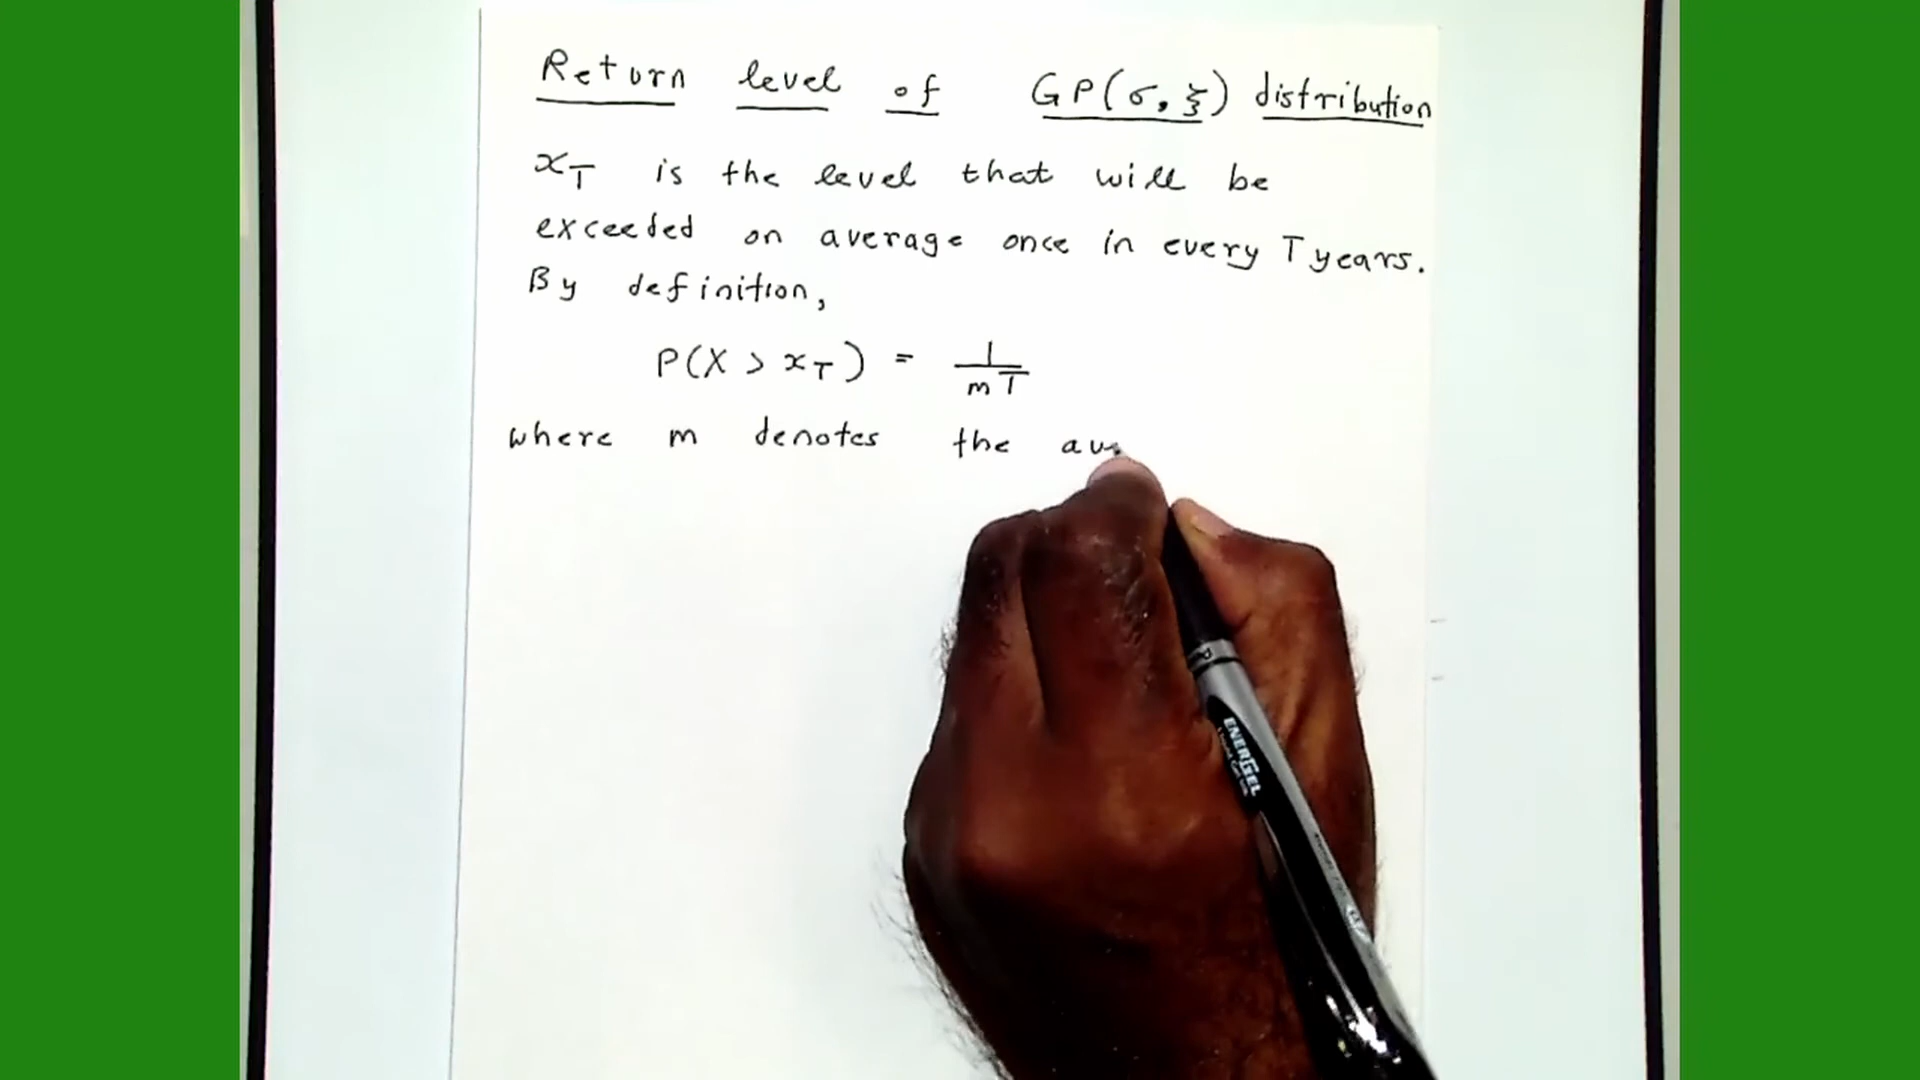 Return level of GP(σ, ξ) distribution
x_T is the level that will be
exceeded on average once in every T years.
By definition,
P(X > x_T) = 1/mT
where m denotes the av
ENERGEL